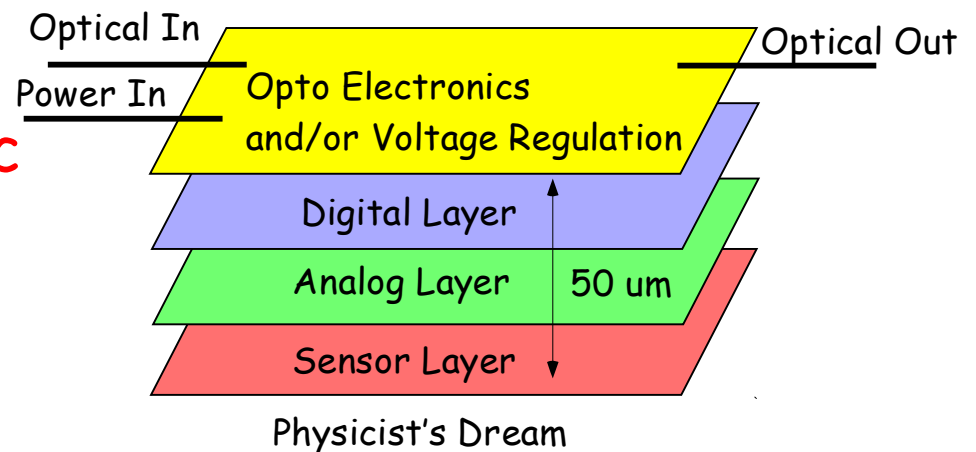 Optical In
Optical Out
Power In
Opto Electronics
and/or Voltage Regulation
C
Digital Layer
Analog Layer
50 um
Sensor Layer
Physicist's Dream